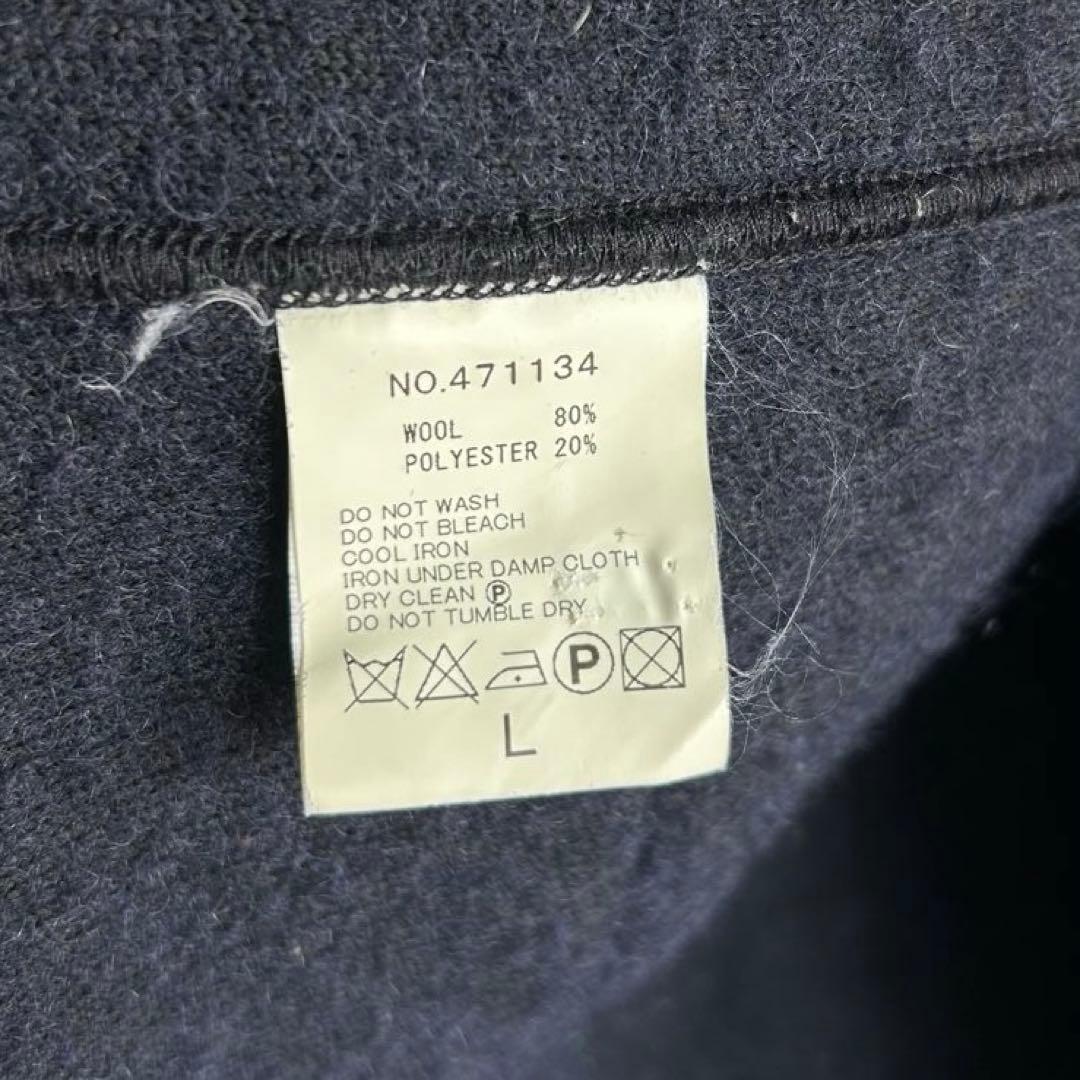 NO.471134
WOOL 80%
POLYESTER 20%
DO NOT WASH
DO NOT BLEACH
COOL IRON
IRON UNDER DAMP CLOTH
DRY CLEAN Ⓟ
DO NOT TUMBLE DRY
P
L